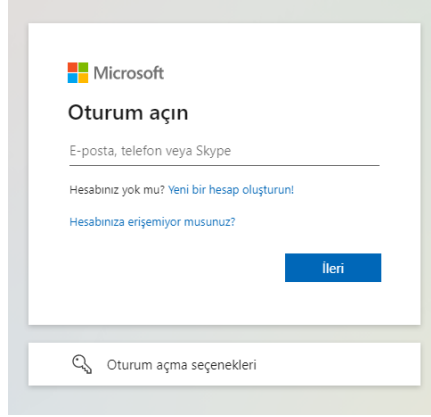 Microsoft
Oturum açın
E-posta, telefon veya Skype
Hesabınız yok mu? Yeni bir hesap oluşturun!
Hesabınıza erişemiyor musunuz?
İleri
Oturum açma seçenekleri